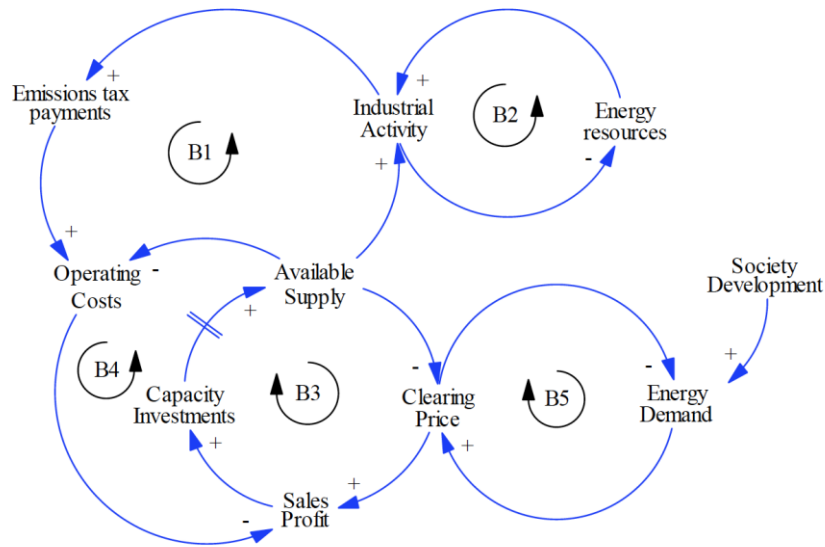 Emissions tax
payments
+
Industrial
Activity
+
+
B2
Energy
resources
-
B1
+
Operating
Costs
-
Available
Supply
+
Society
Development
+
B4
Capacity
Investments
+
B3
-
Clearing
Price
+
+
B5
-
Energy
Demand
Sales
Profit
-